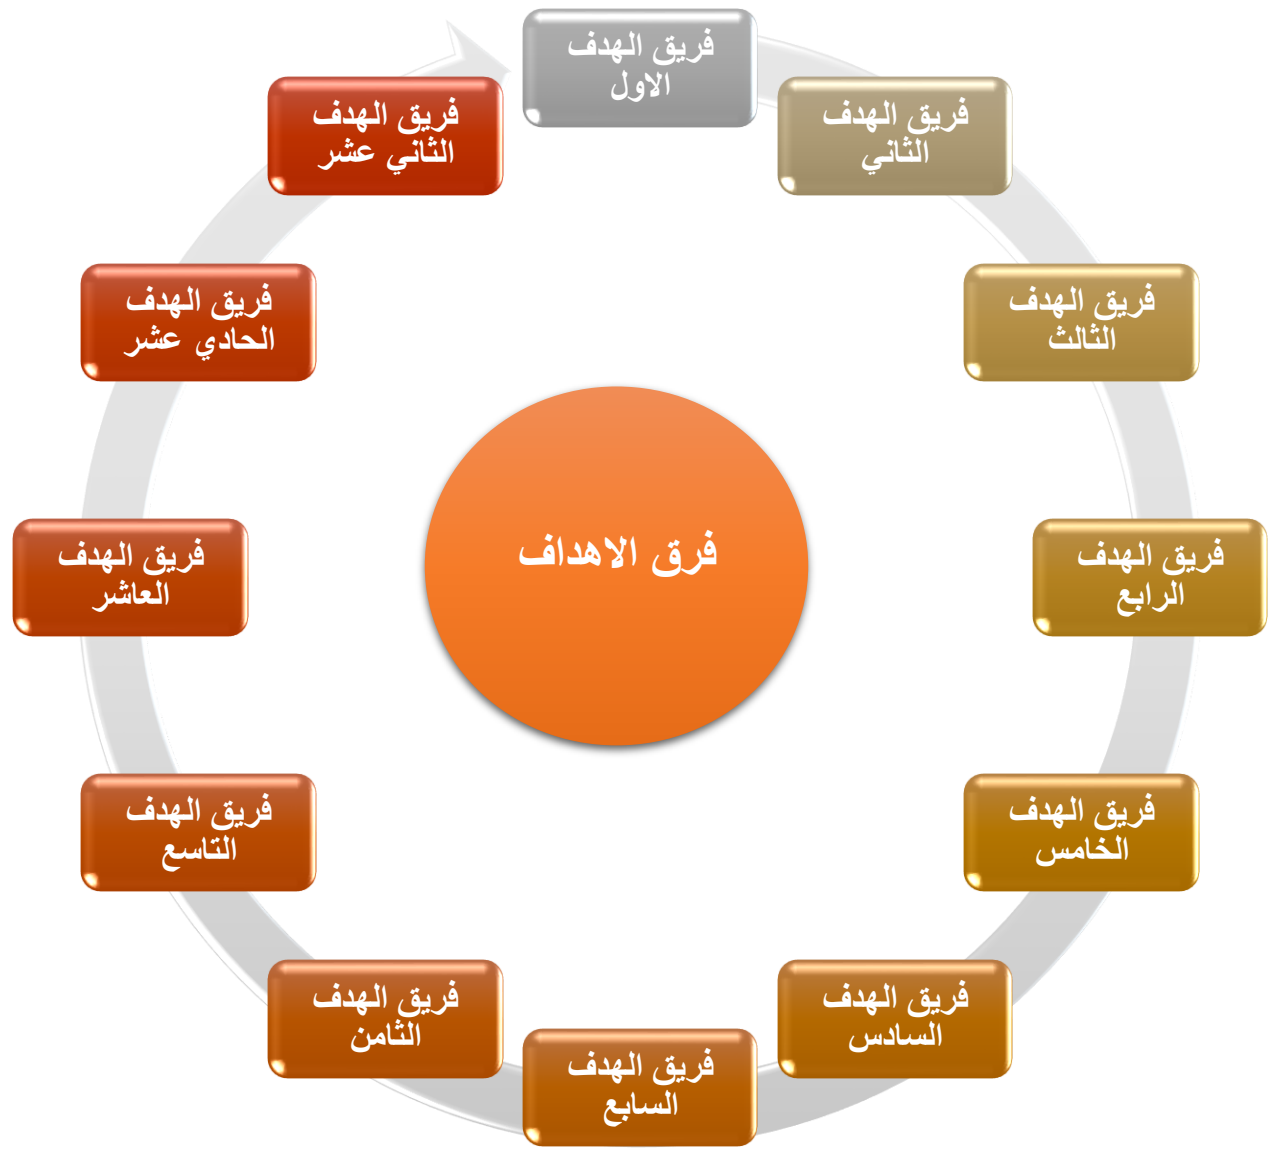 فريق الهدف
الاول
فريق الهدف
الثاني
فريق الهدف
الثالث
فريق الهدف
الرابع
فريق الهدف
الخامس
فريق الهدف
السادس
فريق الهدف
السابع
فريق الهدف
الثامن
فريق الهدف
التاسع
فريق الهدف
العاشر
فريق الهدف
الحادي عشر
فريق الهدف
الثاني عشر
فرق الاهداف